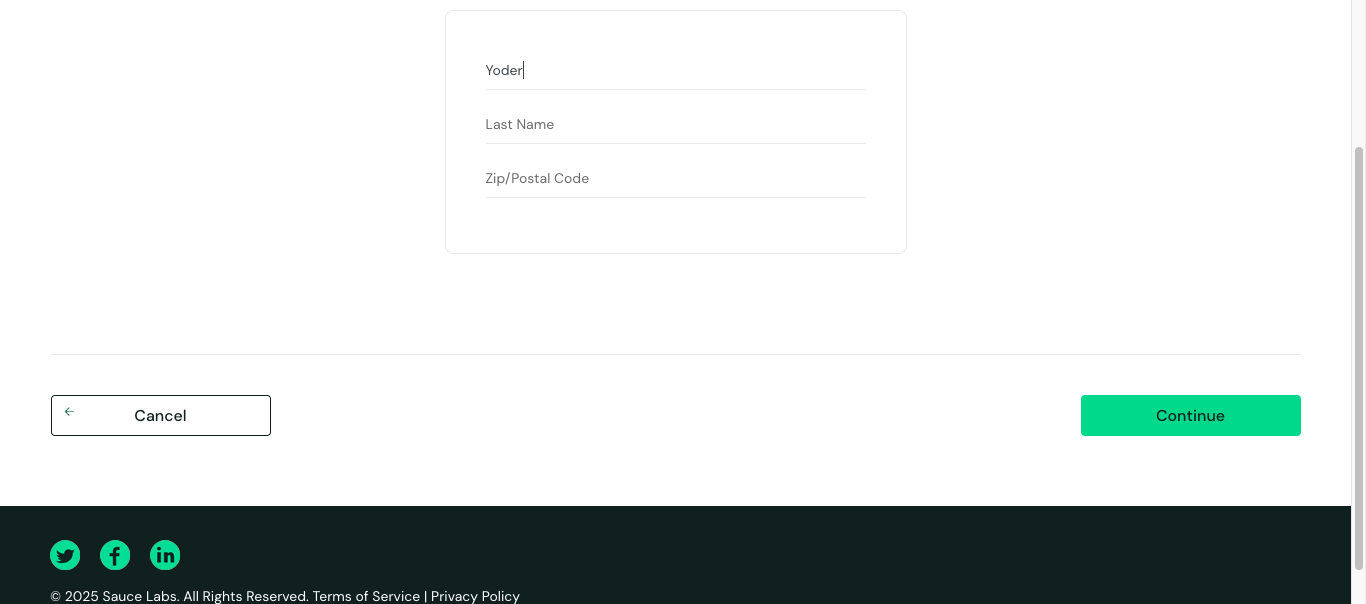 Yoder
Last Name
Zip/Postal Code
Cancel
Continue
© 2025 Sauce Labs. All Rights Reserved. Terms of Service | Privacy Policy